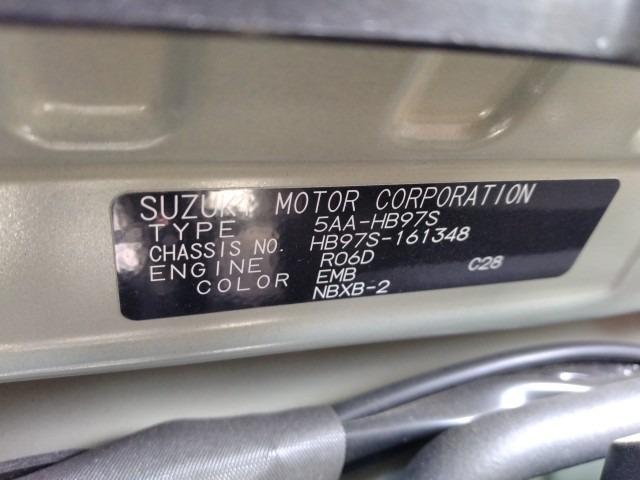 SUZUKI MOTOR CORPORATION
TYPE 5AA-HB97S
CHASSIS NO. HB97S-161348
ENGINE R06D
COLOR EMB C28
NBXB-2